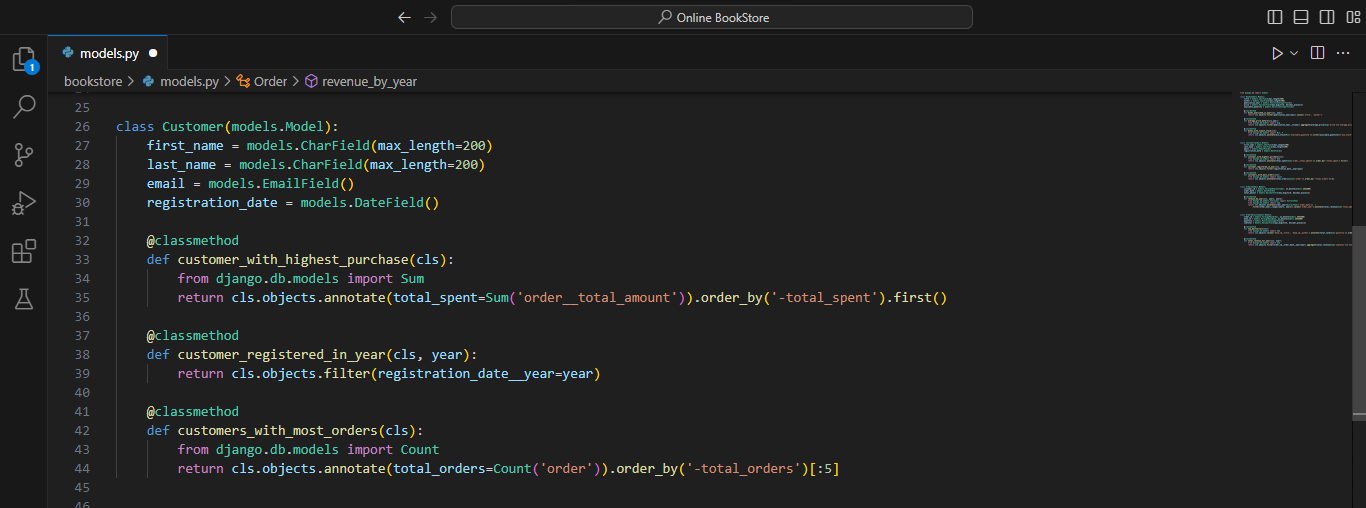 Online BookStore
models.py
1
bookstore > models.py > Order > revenue_by_year
25
26 class Customer(models.Model):
27     first_name = models.CharField(max_length=200)
28     last_name = models.CharField(max_length=200)
29     email = models.EmailField()
30     registration_date = models.DateField()
31
32     @classmethod
33     def customer_with_highest_purchase(cls):
34         from django.db.models import Sum
35         return cls.objects.annotate(total_spent=Sum('order__total_amount')).order_by('-total_spent').first()
36
37     @classmethod
38     def customer_registered_in_year(cls, year):
39         return cls.objects.filter(registration_date__year=year)
40
41     @classmethod
42     def customers_with_most_orders(cls):
43         from django.db.models import Count
44         return cls.objects.annotate(total_orders=Count('order')).order_by('-total_orders')[:5]
45
46